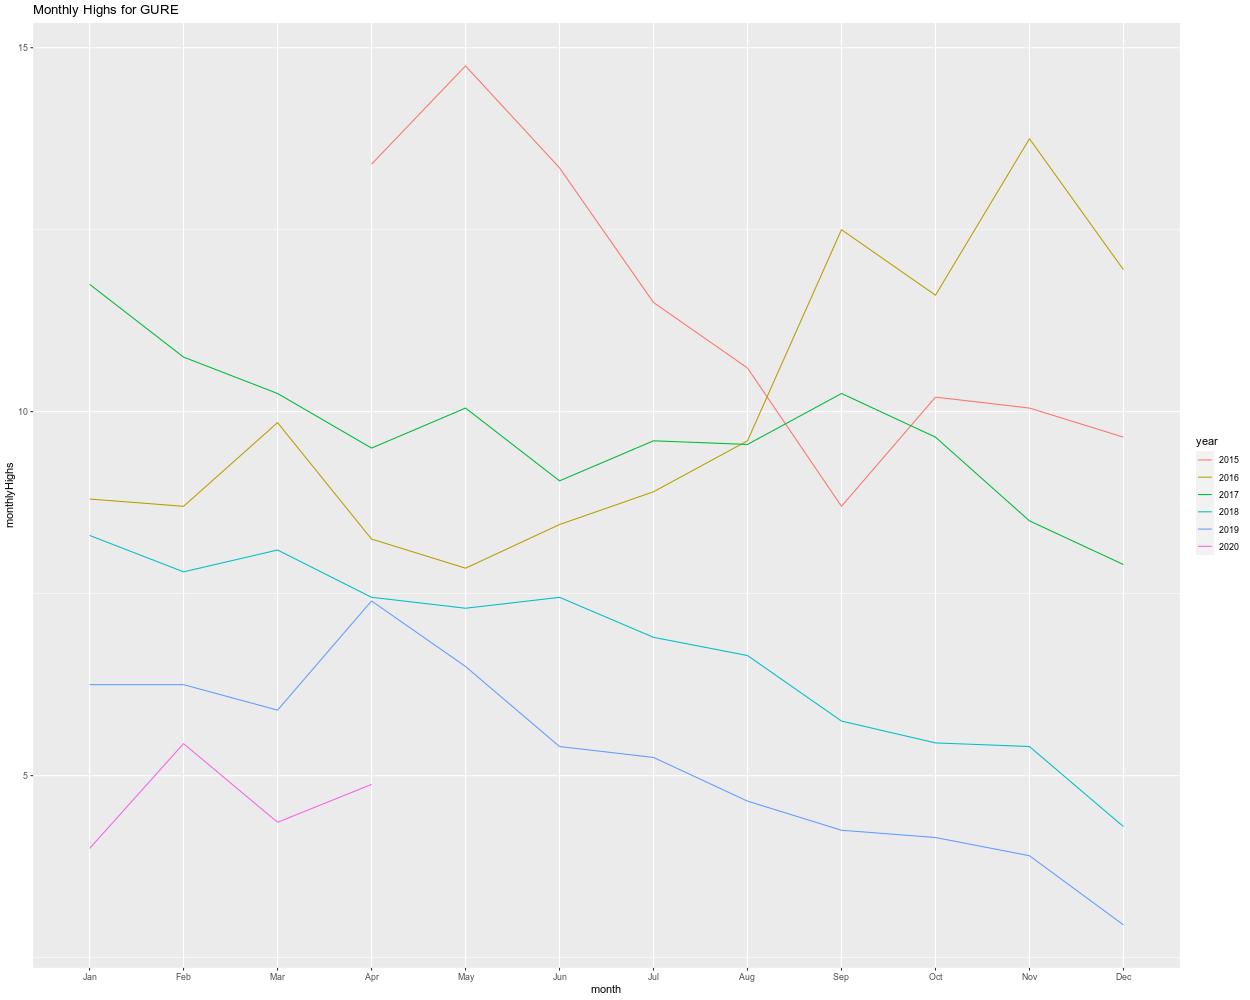 Monthly Highs for GURE
15
10
5
monthlyHighs
Jan Feb Mar Apr May Jun Jul Aug Sep Oct Nov Dec
month
year
2015
2016
2017
2018
2019
2020